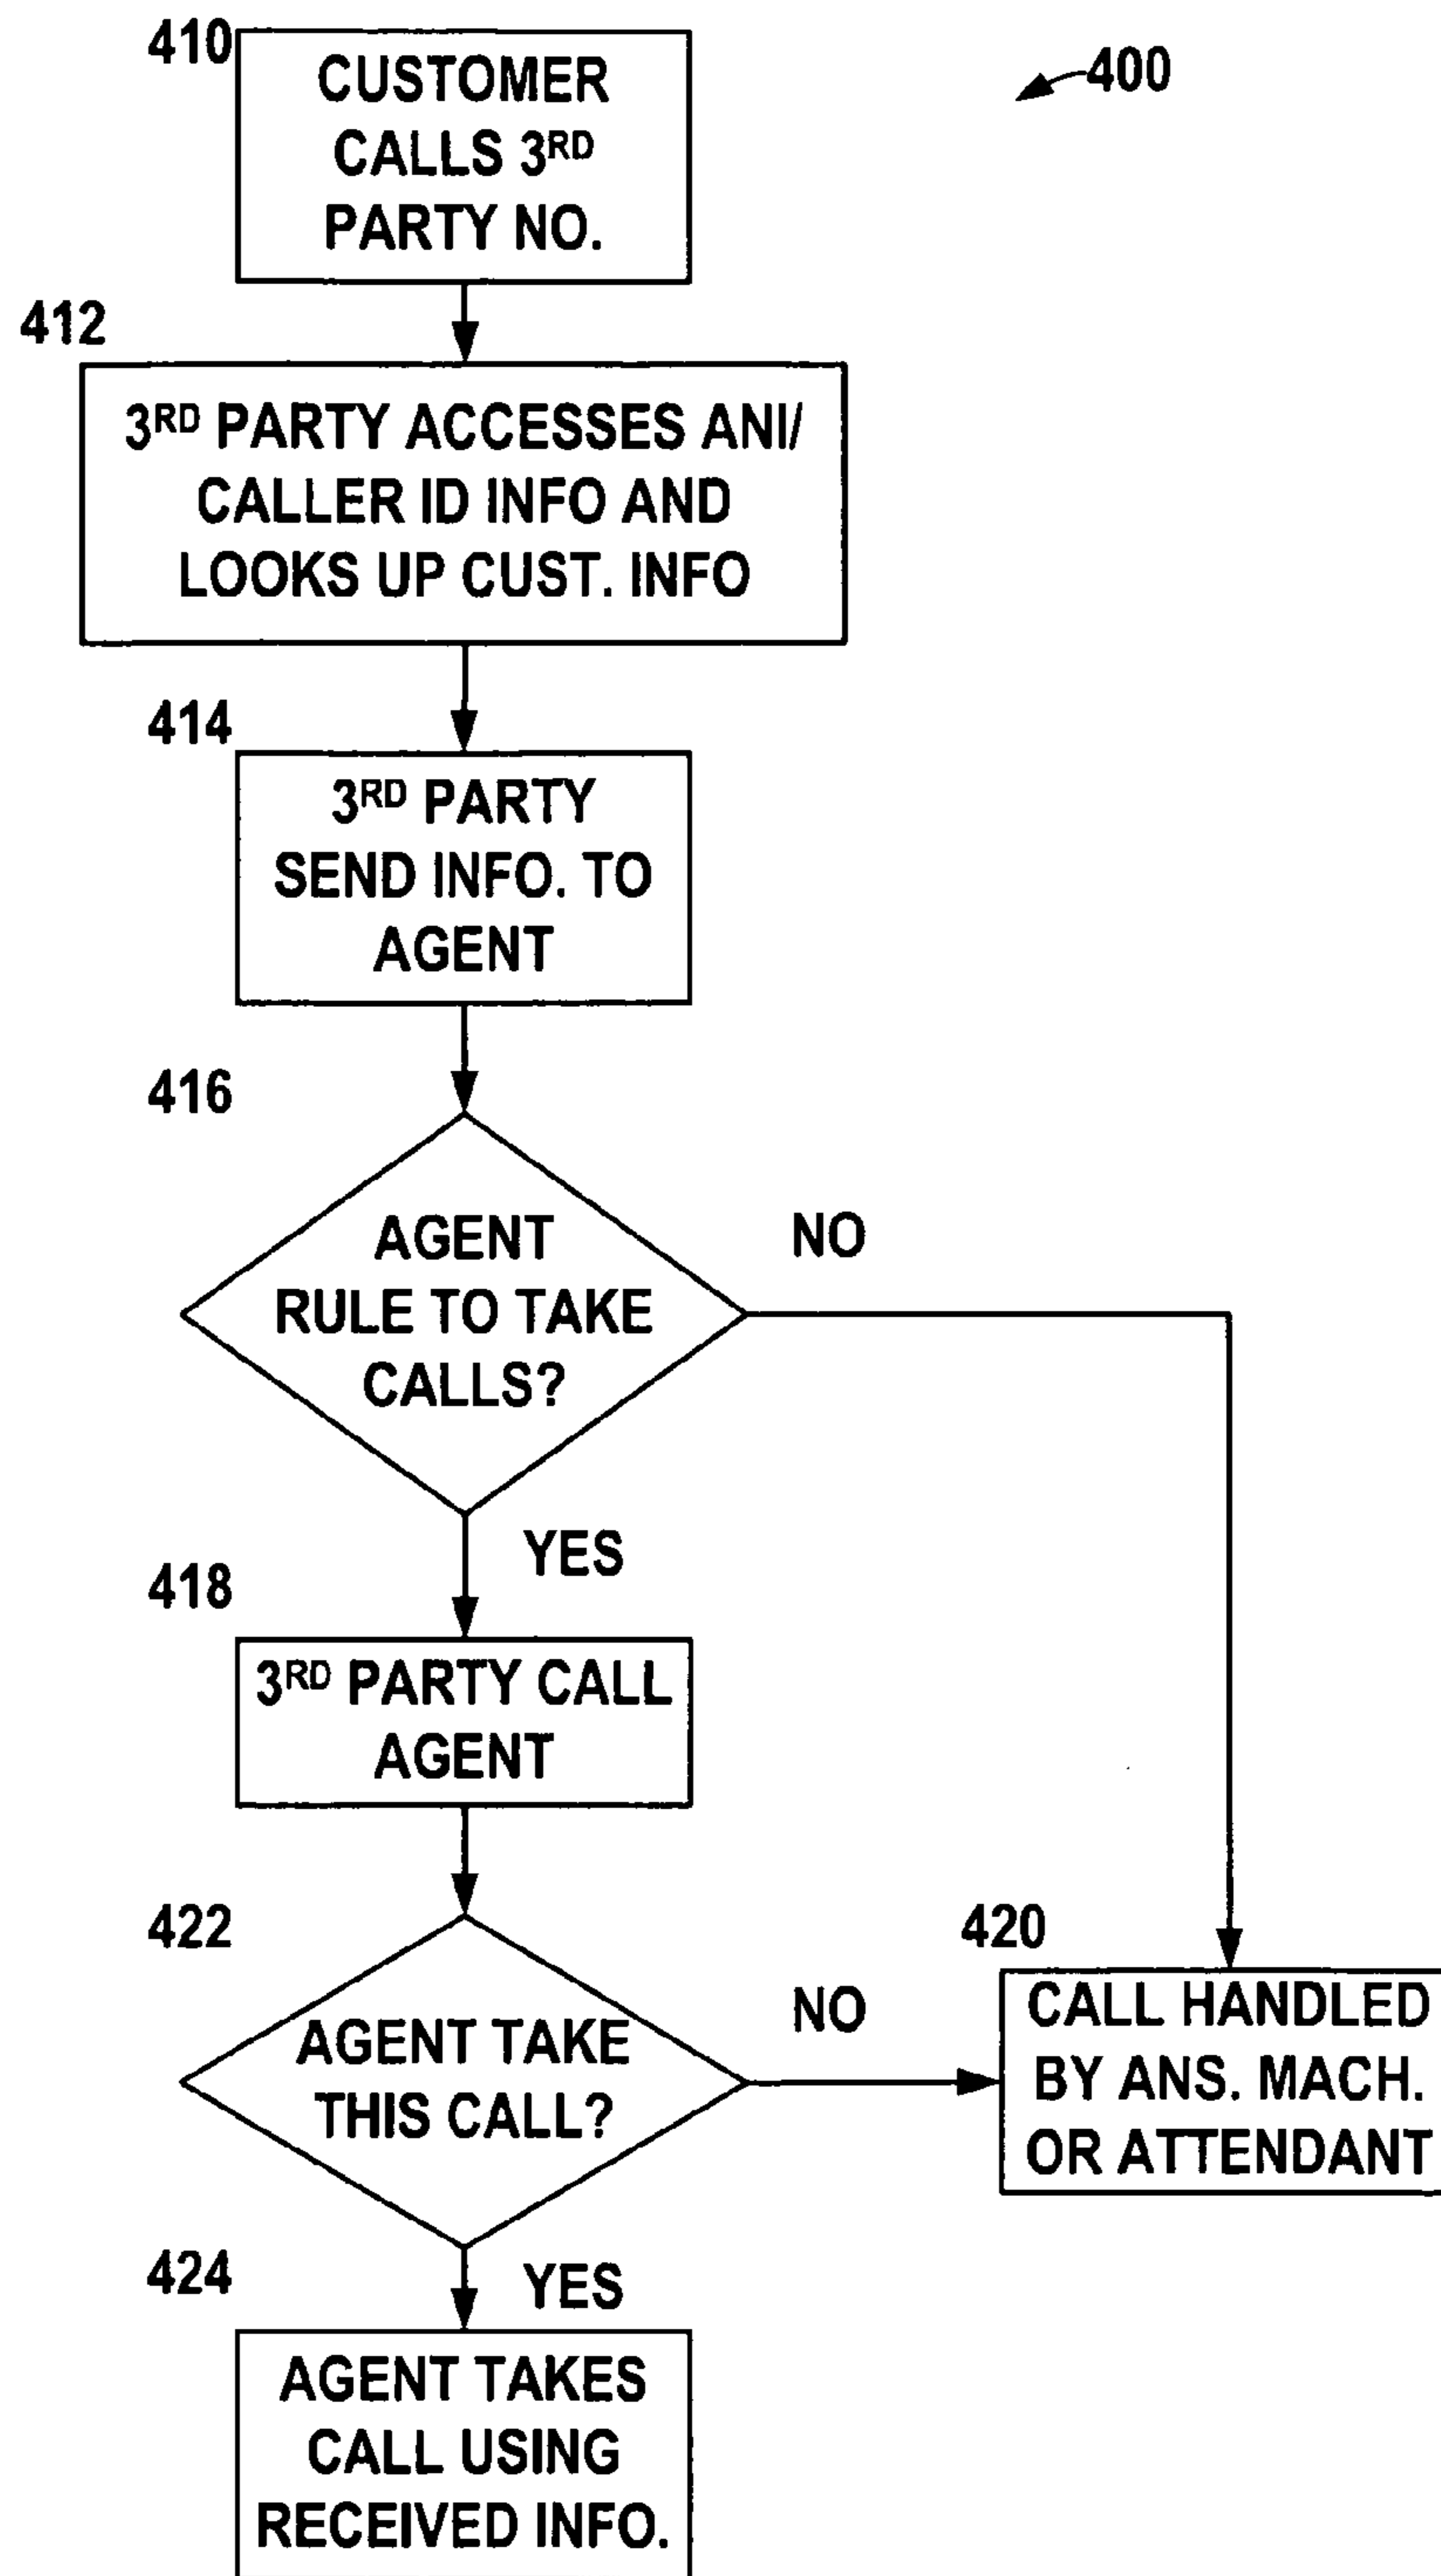 410
CUSTOMER
CALLS 3RD
PARTY NO.
400
412
3RD PARTY ACCESSES ANI/
CALLER ID INFO AND
LOOKS UP CUST. INFO
414
3RD PARTY
SEND INFO. TO
AGENT
416
AGENT
RULE TO TAKE
CALLS?
NO
YES
418
3RD PARTY CALL
AGENT
422
AGENT TAKE
THIS CALL?
NO
420
CALL HANDLED
BY ANS. MACH.
OR ATTENDANT
424
YES
AGENT TAKES
CALL USING
RECEIVED INFO.